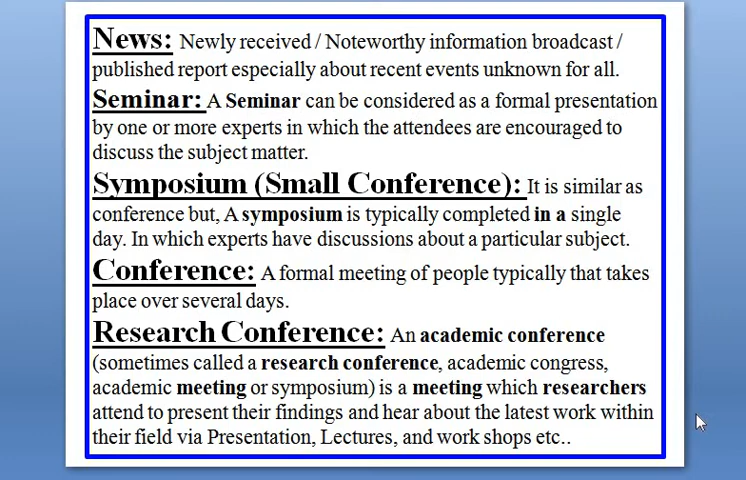 News: Newly received / Noteworthy information broadcast /
published report especially about recent events unknown for all.
Seminar: A Seminar can be considered as a formal presentation
by one or more experts in which the attendees are encouraged to
discuss the subject matter.
Symposium (Small Conference): It is similar as
conference but, A symposium is typically completed in a single
day. In which experts have discussions about a particular subject.
Conference: A formal meeting of people typically that takes
place over several days.
Research Conference: An academic conference
(sometimes called a research conference, academic congress,
academic meeting or symposium) is a meeting which researchers
attend to present their findings and hear about the latest work within
their field via Presentation, Lectures, and work shops etc..